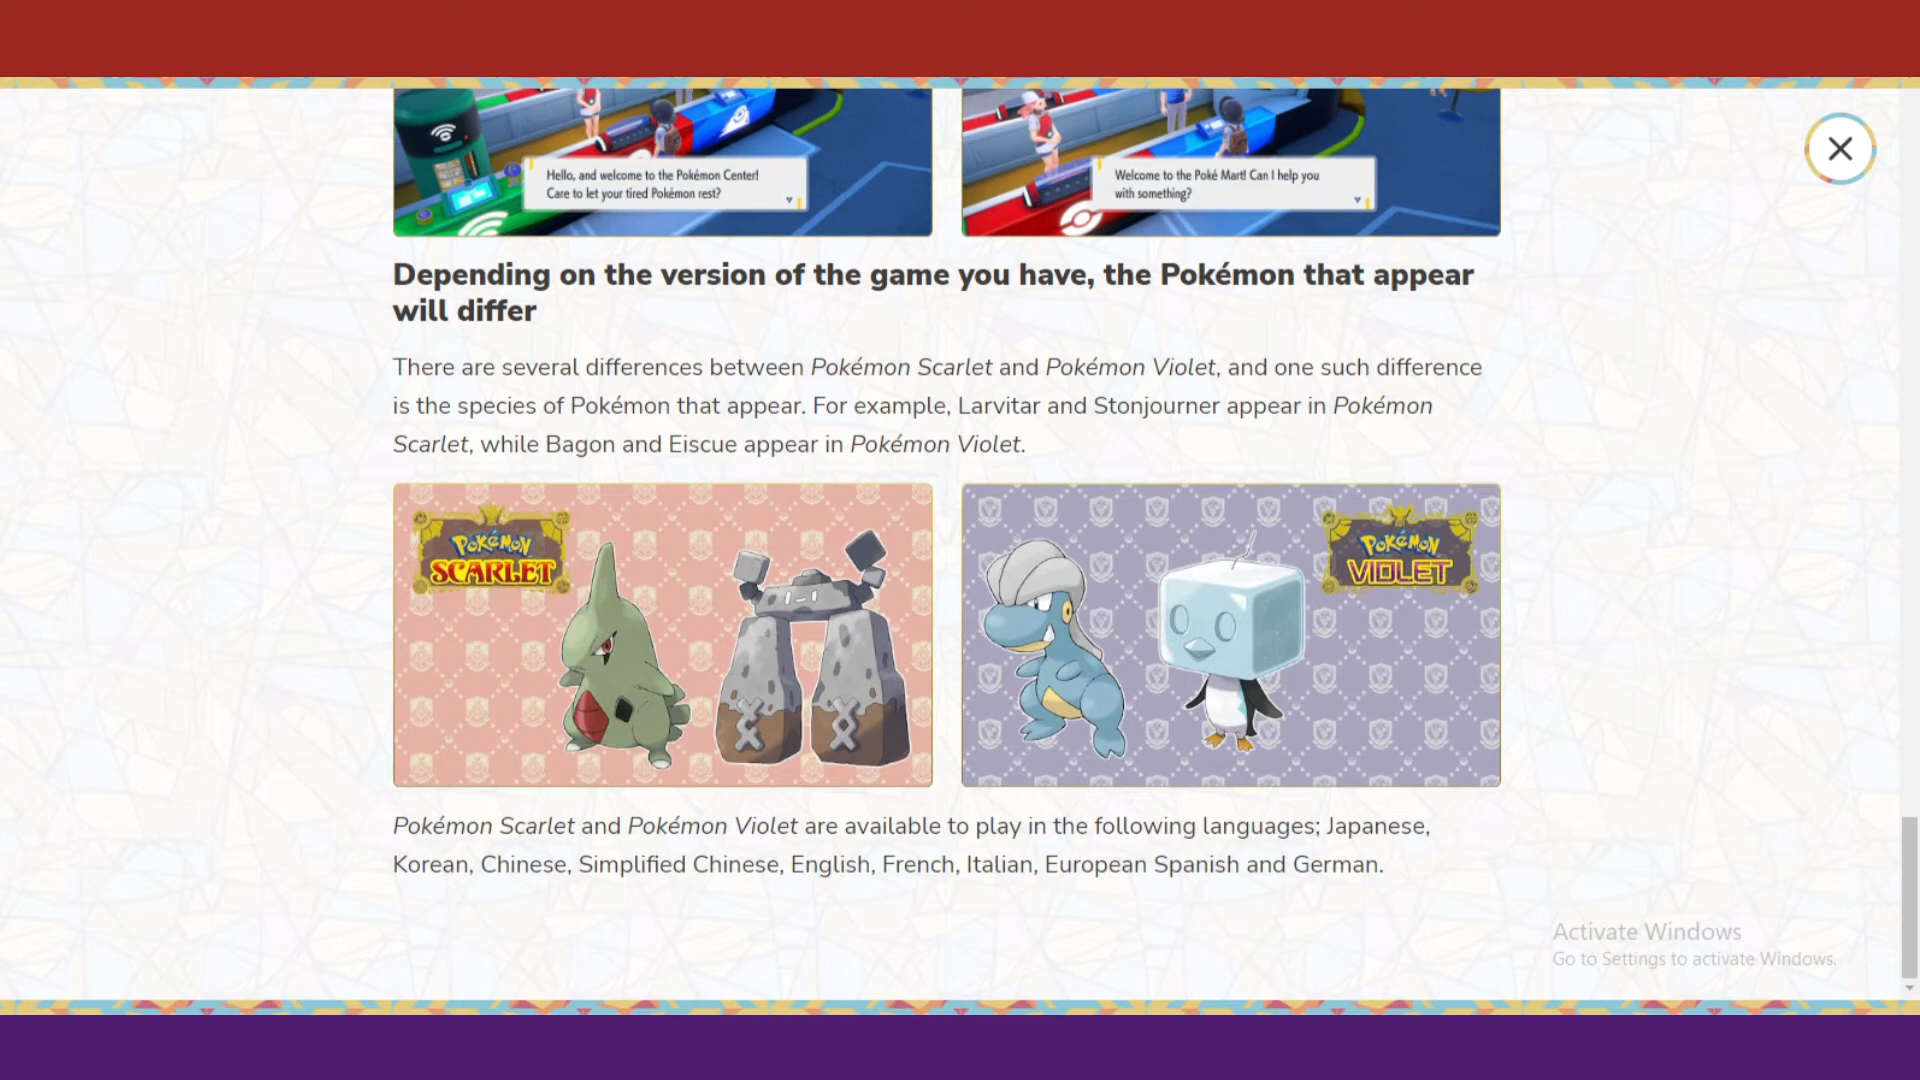 Hello, and welcome to the Pokémon Center!
Care to let your tired Pokémon rest?
Welcome to the Poké Mart! Can I help you
with something?
Depending on the version of the game you have, the Pokémon that appear
will differ
There are several differences between Pokémon Scarlet and Pokémon Violet, and one such difference
is the species of Pokémon that appear. For example, Larvitar and Stonjourner appear in Pokémon
Scarlet, while Bagon and Eiscue appear in Pokémon Violet.
POKéMON
SCARLET
POKéMON
VIOLET
Pokémon Scarlet and Pokémon Violet are available to play in the following languages; Japanese,
Korean, Chinese, Simplified Chinese, English, French, Italian, European Spanish and German.
Activate Windows
Go to Settings to activate Windows.